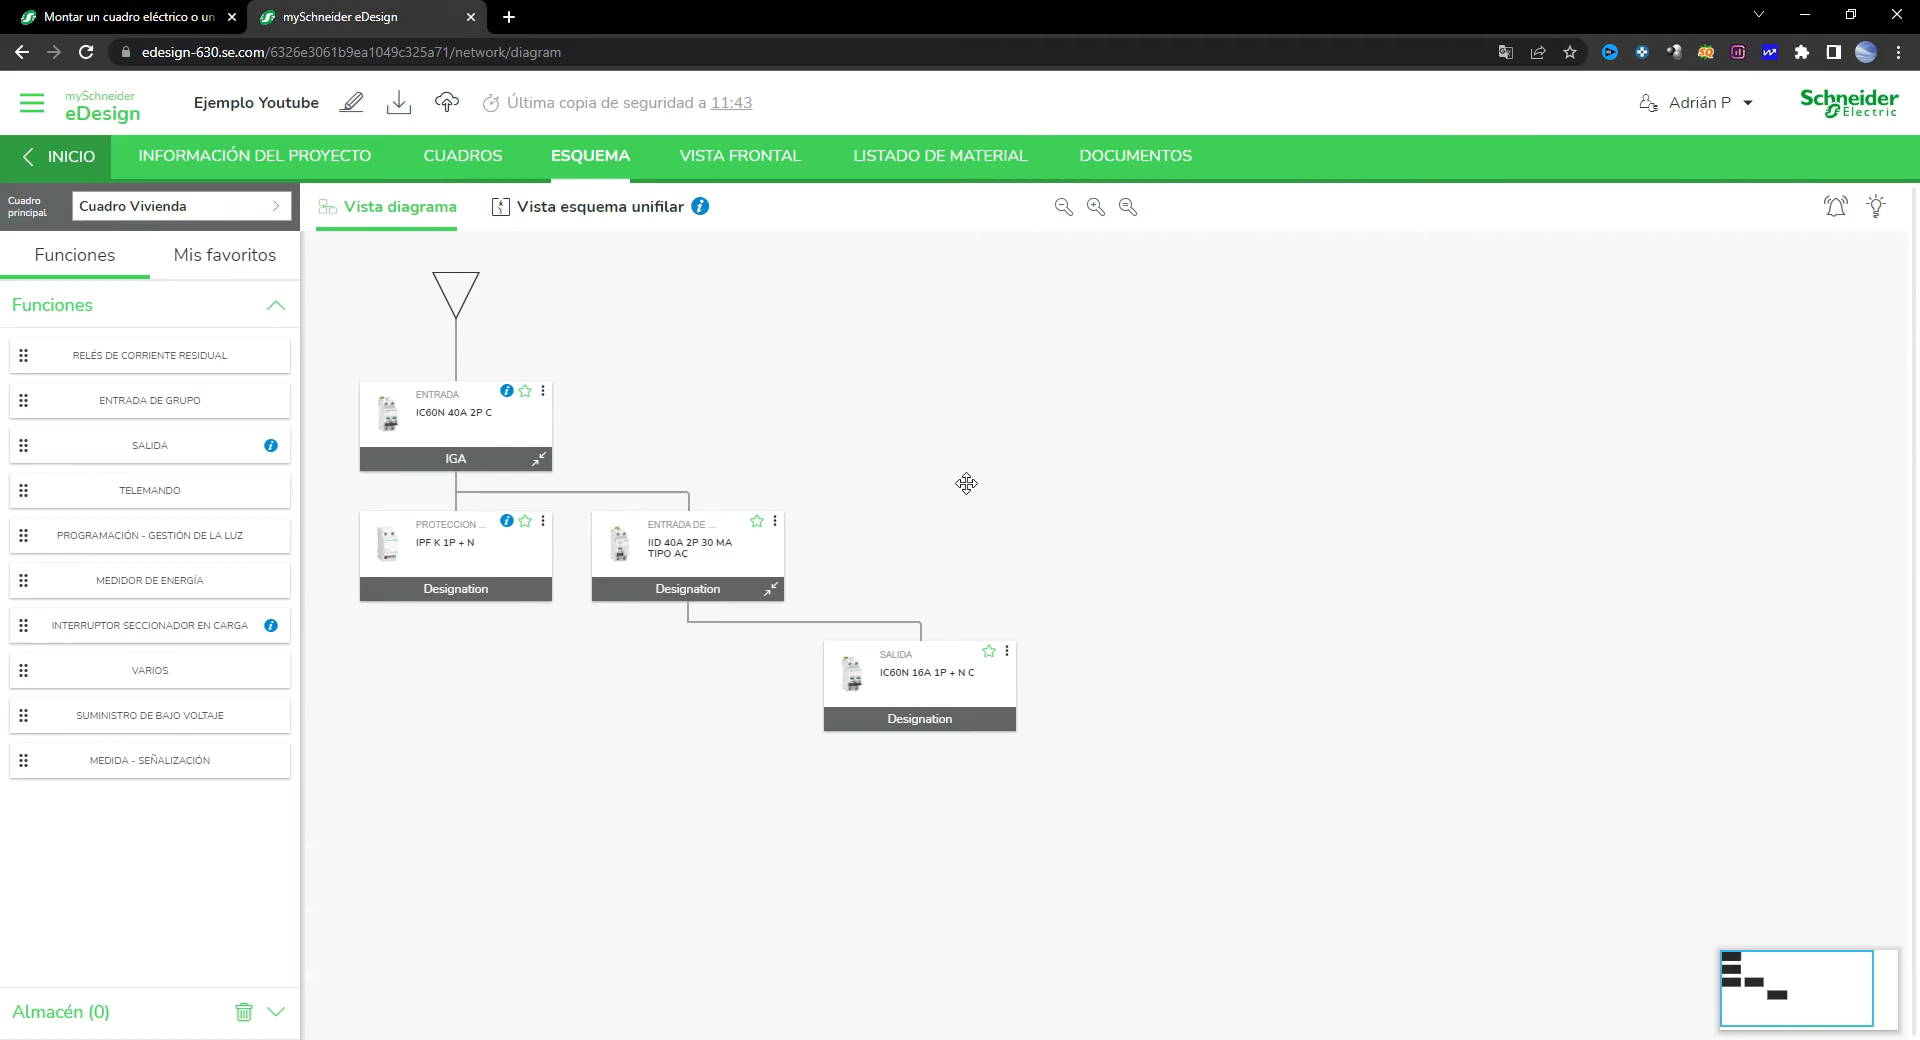 Montar un cuadro eléctrico o un
mySchneider eDesign
edesign-630.se.com/6326e3061b9ea1049c325a71/network/diagram
mySchneider
eDesign
Ejemplo Youtube
Última copia de seguridad a 11:43
Adrián P
Schneider
Electric
INICIO
INFORMACIÓN DEL PROYECTO
CUADROS
ESQUEMA
VISTA FRONTAL
LISTADO DE MATERIAL
DOCUMENTOS
Cuadro
principal
Cuadro Vivienda
Vista diagrama
Vista esquema unifilar
Funciones
Mis favoritos
Funciones
RELÉS DE CORRIENTE RESIDUAL
ENTRADA DE GRUPO
SALIDA
TELEMANDO
PROGRAMACIÓN - GESTIÓN DE LA LUZ
MEDIDOR DE ENERGÍA
INTERRUPTOR SECCIONADOR EN CARGA
VARIOS
SUMINISTRO DE BAJO VOLTAJE
MEDIDA - SEÑALIZACIÓN
Almacén (0)
ENTRADA
IC60N 40A 2P C
IGA
PROTECCION ...
IPF K 1P + N
Designation
ENTRADA DE ...
IID 40A 2P 30 MA
TIPO AC
Designation
SALIDA
IC60N 16A 1P + N C
Designation